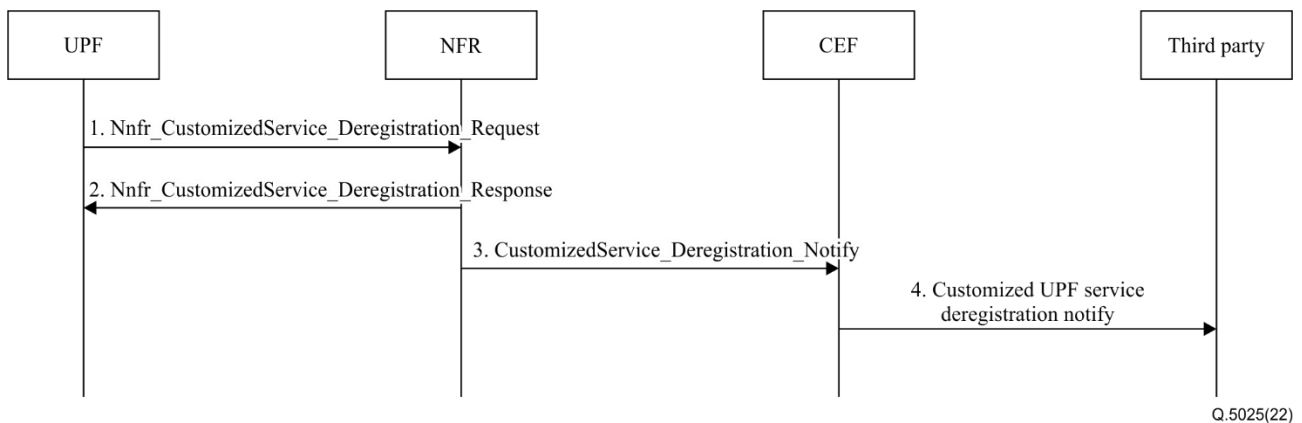 UPF
NFR
CEF
Third party
1. Nnfr_CustomizedService_Deregistration_Request
2. Nnfr_CustomizedService_Deregistration_Response
3. CustomizedService_Deregistration_Notify
4. Customized UPF service
deregistration notify
Q.5025(22)